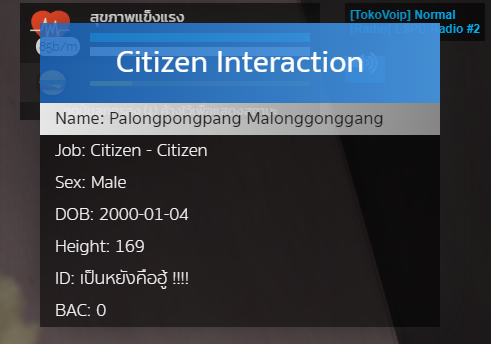 สุขภาพแข็งแรง
[TokoVoip] Normal
85b/m
Radio #2
Citizen Interaction
Name: Palongpongpang Malonggonggang
Job: Citizen - Citizen
Sex: Male
DOB: 2000-01-04
Height: 169
ID: เป็นหยังคือฮู้ !!!!
BAC: 0